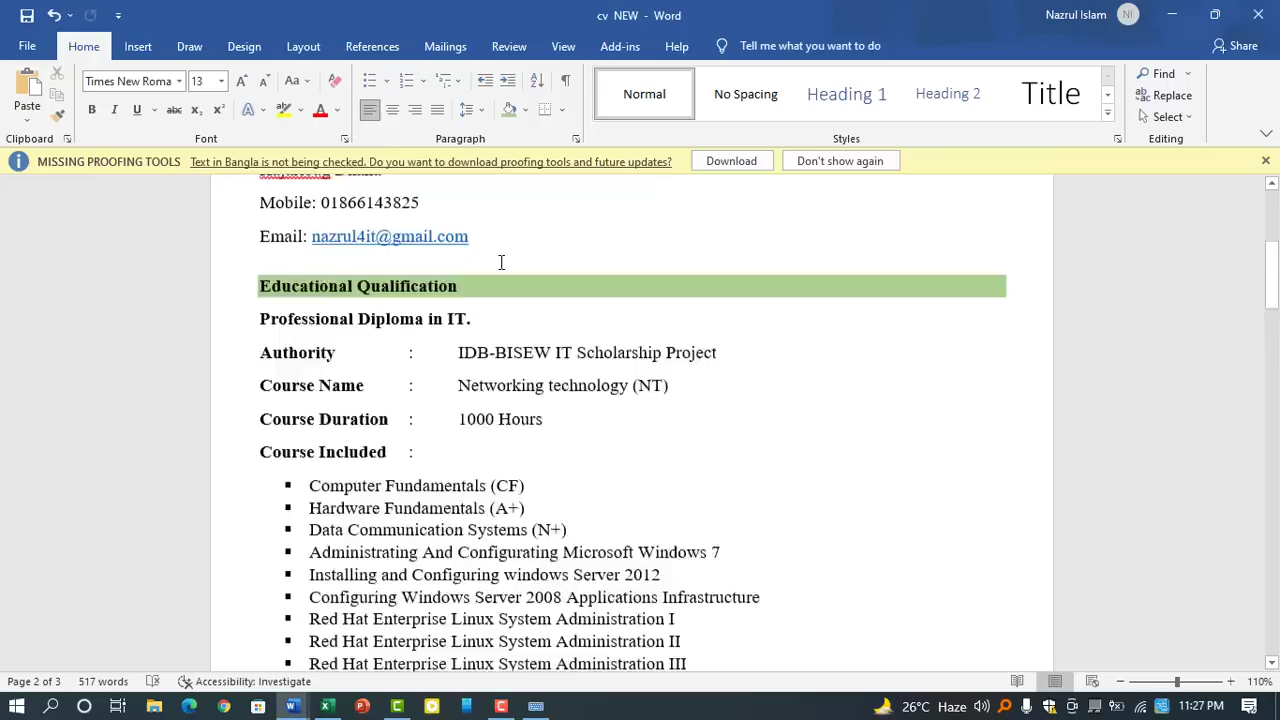 cv NEW - Word
Nazrul Islam NI
File Home Insert Draw Design Layout References Mailings Review View Add-ins Help Tell me what you want to do Share
Times New Roma 13 Aa
Paste
Normal No Spacing Heading 1 Heading 2 Title
Find
Replace
Select
B I U abc x₂ x² A A
Clipboard Font Paragraph Styles Editing
MISSING PROOFING TOOLS Text in Bangla is not being checked. Do you want to download proofing tools and future updates? Download Don't show again
Mobile: 01866143825
Email: nazrul4it@gmail.com
Educational Qualification
Professional Diploma in IT.
Authority : IDB-BISEW IT Scholarship Project
Course Name : Networking technology (NT)
Course Duration : 1000 Hours
Course Included :
▪ Computer Fundamentals (CF)
▪ Hardware Fundamentals (A+)
▪ Data Communication Systems (N+)
▪ Administrating And Configurating Microsoft Windows 7
▪ Installing and Configuring windows Server 2012
▪ Configuring Windows Server 2008 Applications Infrastructure
▪ Red Hat Enterprise Linux System Administration I
▪ Red Hat Enterprise Linux System Administration II
▪ Red Hat Enterprise Linux System Administration III
Page 2 of 3 517 words Accessibility: Investigate 110%
26°C Haze 11:27 PM